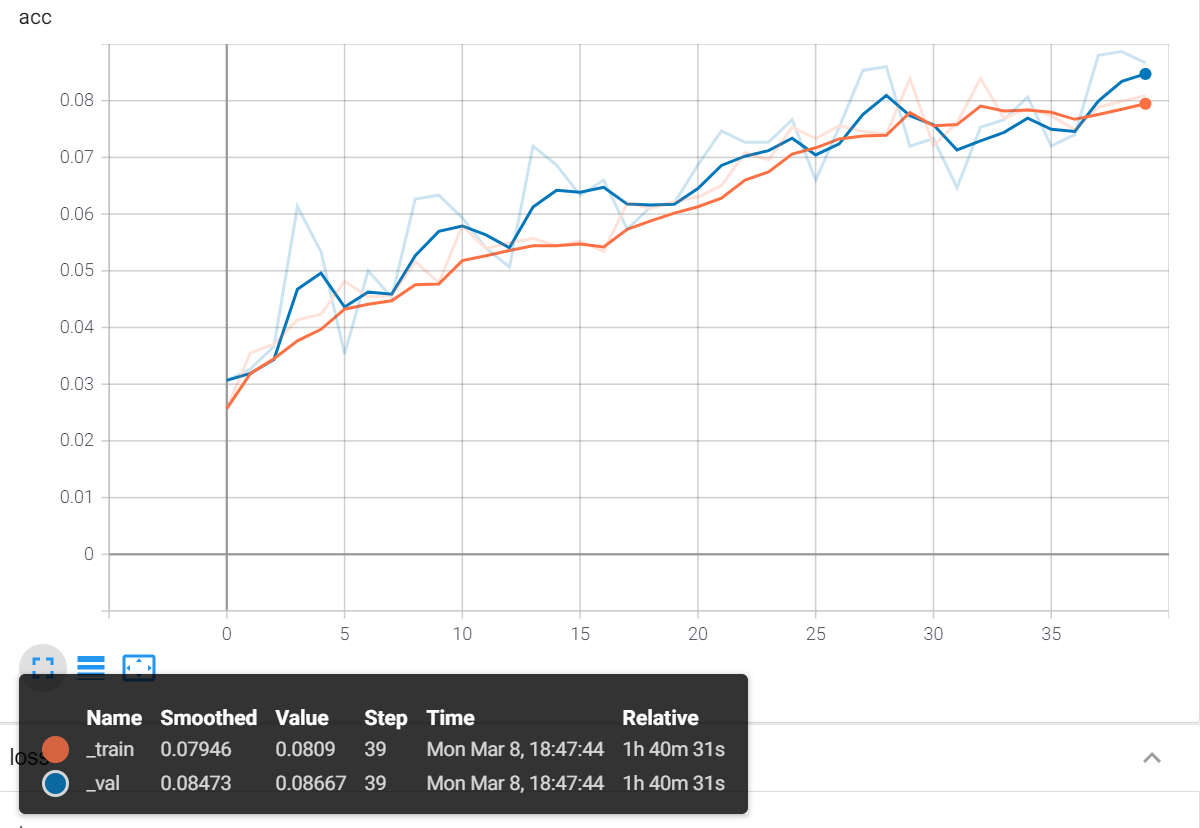 acc
0.08
0.07
0.06
0.05
0.04
0.03
0.02
0.01
0
0 5 10 15 20 25 30 35
Name Smoothed Value Step Time Relative
_train 0.07946 0.0809 39 Mon Mar 8, 18:47:44 1h 40m 31s
loss
_val 0.08473 0.08667 39 Mon Mar 8, 18:47:44 1h 40m 31s